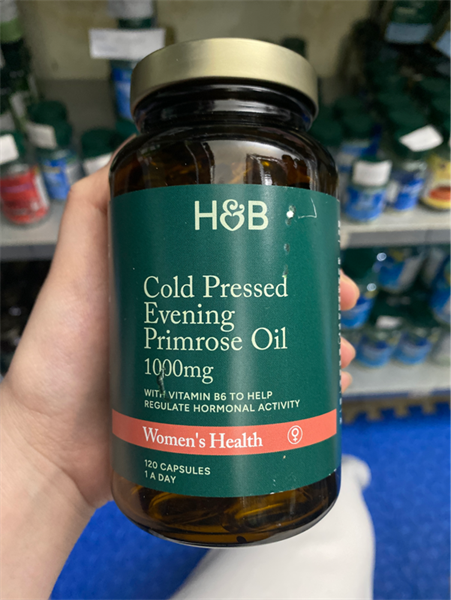 H&B
Cold Pressed
Evening
Primrose Oil
1000mg
WITH VITAMIN B6 TO HELP
REGULATE HORMONAL ACTIVITY
Women's Health
120 CAPSULES
1 A DAY